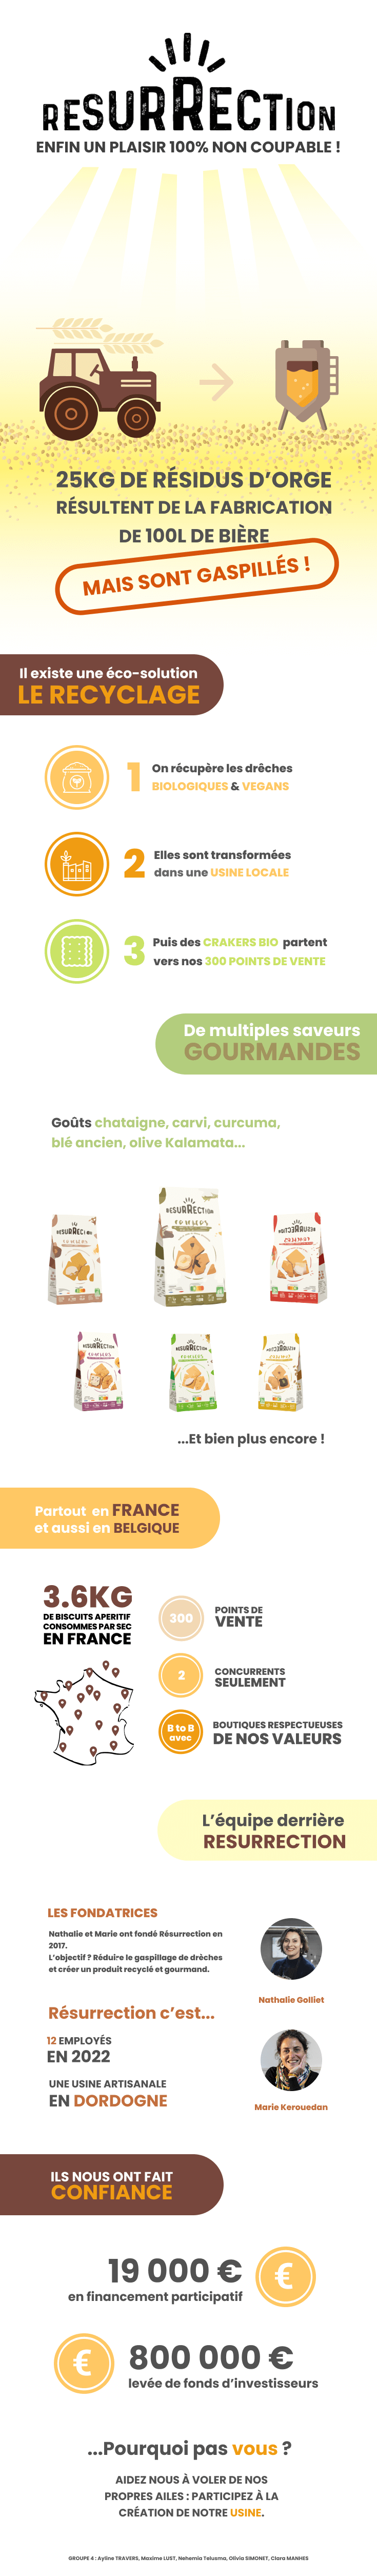 RESURRECTION
ENFIN UN PLAISIR 100% NON COUPABLE !
25KG DE RÉSIDUS D'ORGE
RÉSULTENT DE LA FABRICATION
DE 100L DE BIÈRE
MAIS SONT GASPILLÉS !
Il existe une éco-solution
LE RECYCLAGE
1 On récupère les drêches
BIOLOGIQUES & VEGANS
2 Elles sont transformées
dans une USINE LOCALE
3 Puis des CRAKERS BIO partent
vers nos 300 POINTS DE VENTE
De multiples saveurs
GOURMANDES
Goûts chataigne, carvi, curcuma,
blé ancien, olive Kalamata...
RESURRECTION
CRACKERS
RESURRECTION
RESURRECTION
RESURRECTION
...Et bien plus encore !
Partout en FRANCE
et aussi en BELGIQUE
3.6KG
DE BISCUITS APERITIF
CONSOMMES PAR SEC
EN FRANCE
300
POINTS DE
VENTE
2
CONCURRENTS
SEULEMENT
B to B
avec
BOUTIQUES RESPECTUEUSES
DE NOS VALEURS
L'équipe derrière
RESURRECTION
LES FONDATRICES
Nathalie et Marie ont fondé Résurrection en
2017.
L'objectif ? Réduire le gaspillage de drèches
et créer un produit recyclé et gourmand.
Nathalie Golliet
Résurrection c'est...
12 EMPLOYÉS
EN 2022
UNE USINE ARTISANALE
EN DORDOGNE
Marie Kerouedan
ILS NOUS ONT FAIT
CONFIANCE
19 000 €
en financement participatif
€
€
800 000 €
levée de fonds d'investisseurs
...Pourquoi pas vous ?
AIDEZ NOUS À VOLER DE NOS
PROPRES AILES : PARTICIPEZ À LA
CRÉATION DE NOTRE USINE.
GROUPE 4 : Ayline TRAVERS, Maxime LUST, Nehemia Telusma, Olivia SIMONET, Clara MANHES